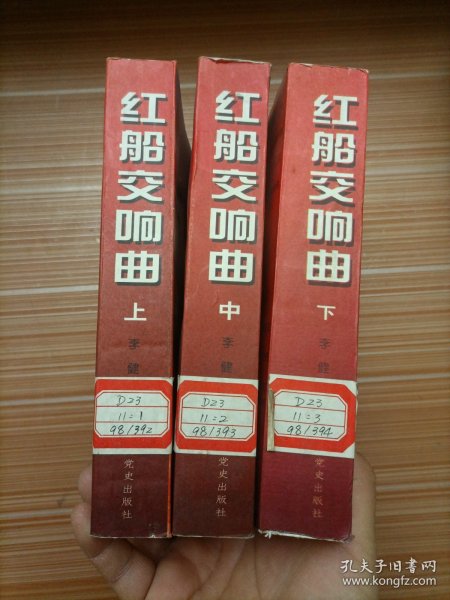 红船交响曲
上
李健
D23
11=1
98/392
党史出版社
红船交响曲
中
李健
D23
11=2
98/393
党史出版社
红船交响曲
下
李健
D23
11=3
98/394
党史出版社
孔夫子旧书网
www.kongfz.com